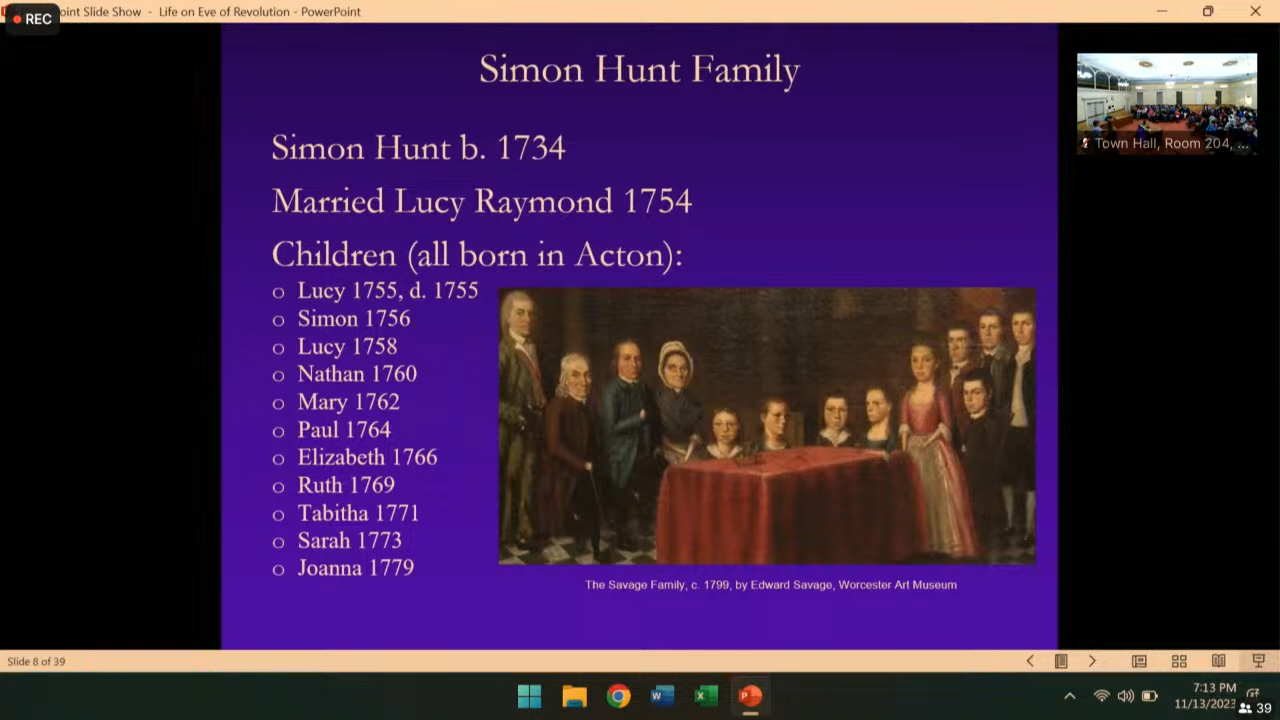 REC
oint Slide Show - Life on Eve of Revolution - PowerPoint
Simon Hunt Family
Simon Hunt b. 1734
Married Lucy Raymond 1754
Children (all born in Acton):
o Lucy 1755, d. 1755
o Simon 1756
o Lucy 1758
o Nathan 1760
o Mary 1762
o Paul 1764
o Elizabeth 1766
o Ruth 1769
o Tabitha 1771
o Sarah 1773
o Joanna 1779
The Savage Family, c. 1799, by Edward Savage, Worcester Art Museum
Town Hall, Room 204, ...
Slide 8 of 39
7:13 PM
11/13/2023
39